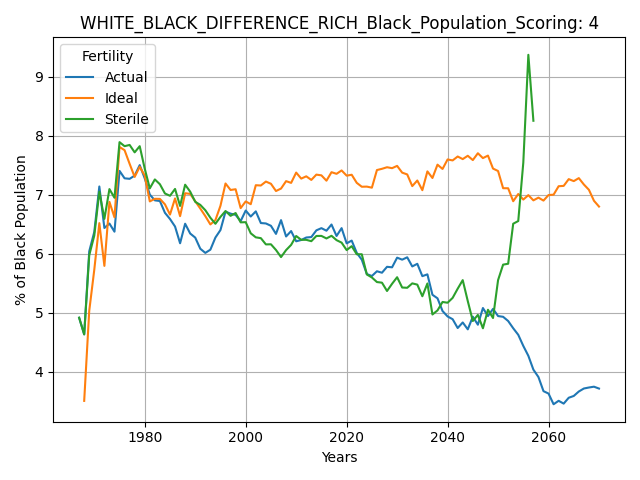 WHITE_BLACK_DIFFERENCE_RICH_Black_Population_Scoring: 4
Fertility
Actual
Ideal
Sterile
% of Black Population
9
8
7
6
5
4
1980
2000
2020
2040
2060
Years